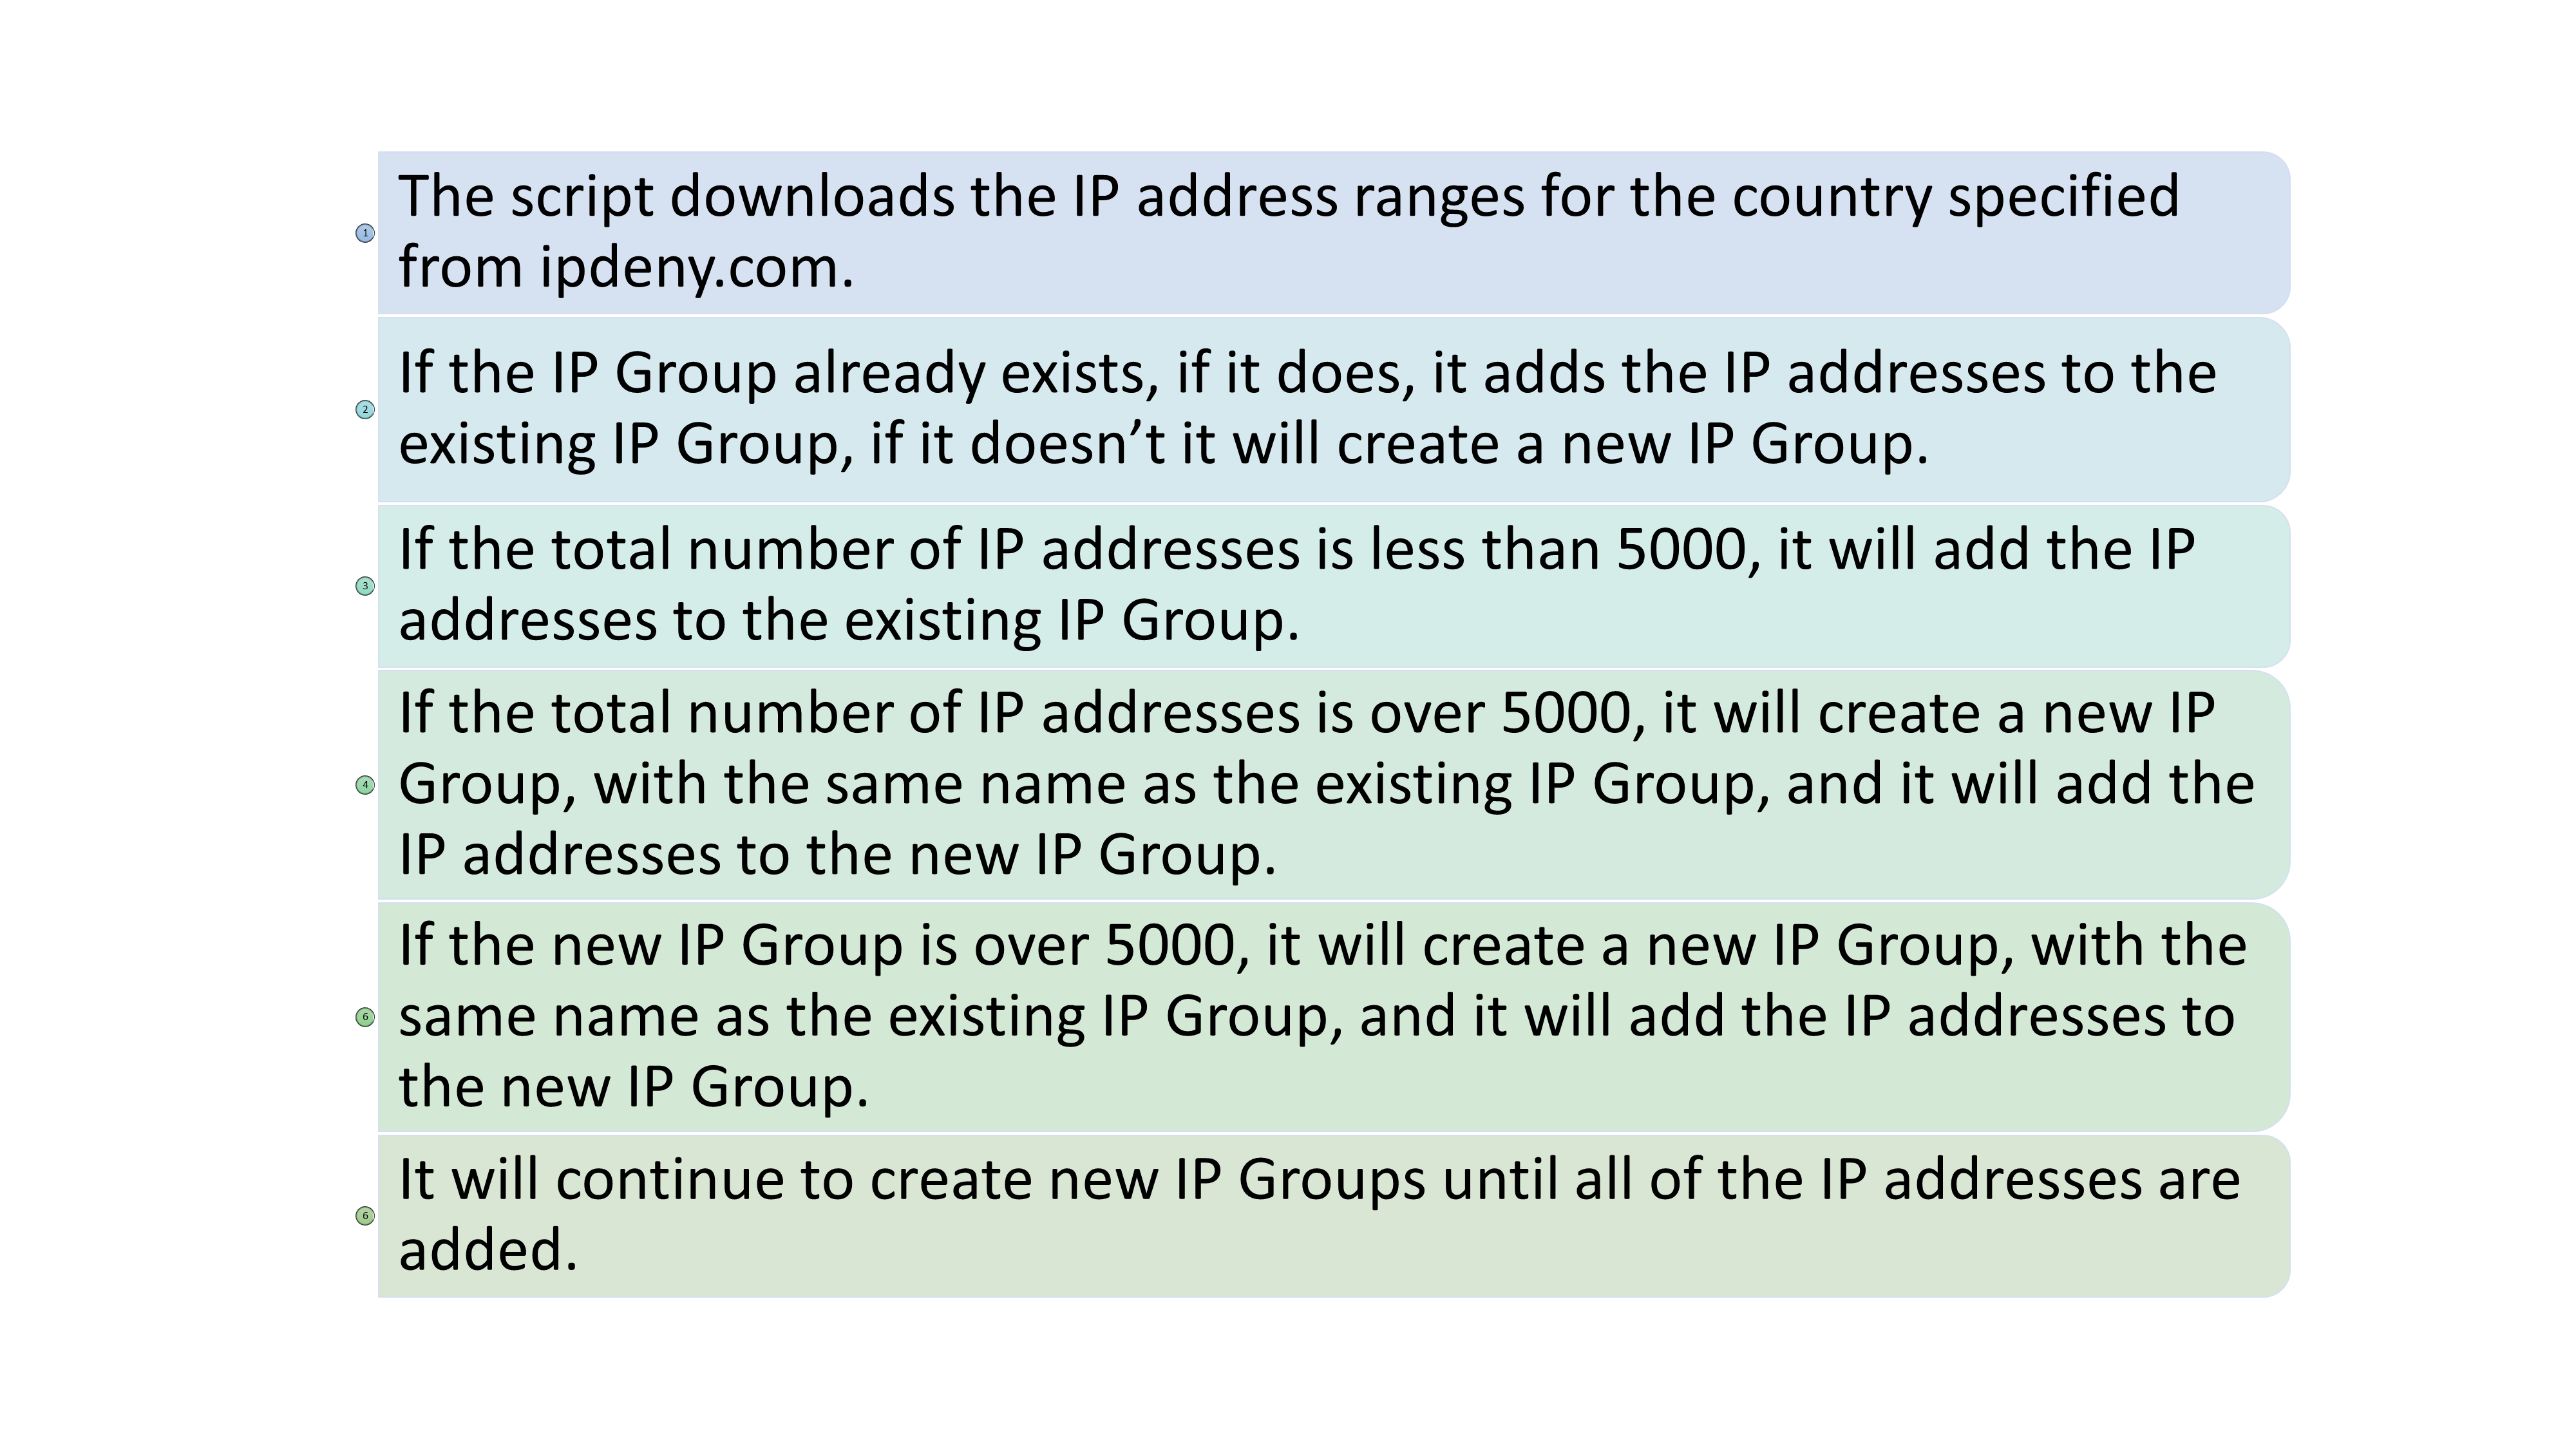 1
The script downloads the IP address ranges for the country specified
from ipdeny.com.
2
If the IP Group already exists, if it does, it adds the IP addresses to the
existing IP Group, if it doesn’t it will create a new IP Group.
3
If the total number of IP addresses is less than 5000, it will add the IP
addresses to the existing IP Group.
4
If the total number of IP addresses is over 5000, it will create a new IP
Group, with the same name as the existing IP Group, and it will add the
IP addresses to the new IP Group.
6
If the new IP Group is over 5000, it will create a new IP Group, with the
same name as the existing IP Group, and it will add the IP addresses to
the new IP Group.
6
It will continue to create new IP Groups until all of the IP addresses are
added.